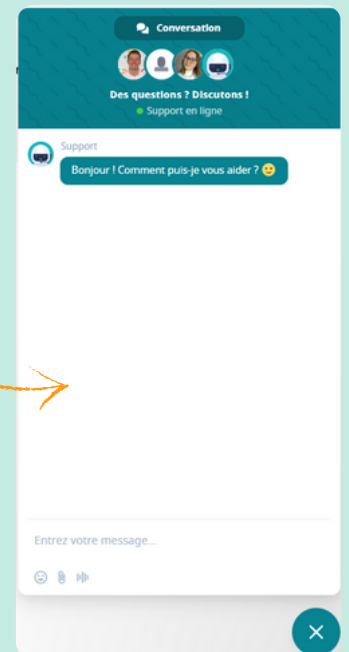 Conversation
Des questions ? Discutons !
Support en ligne
Support
Bonjour ! Comment puis-je vous aider ? 🙂
Entrez votre message...